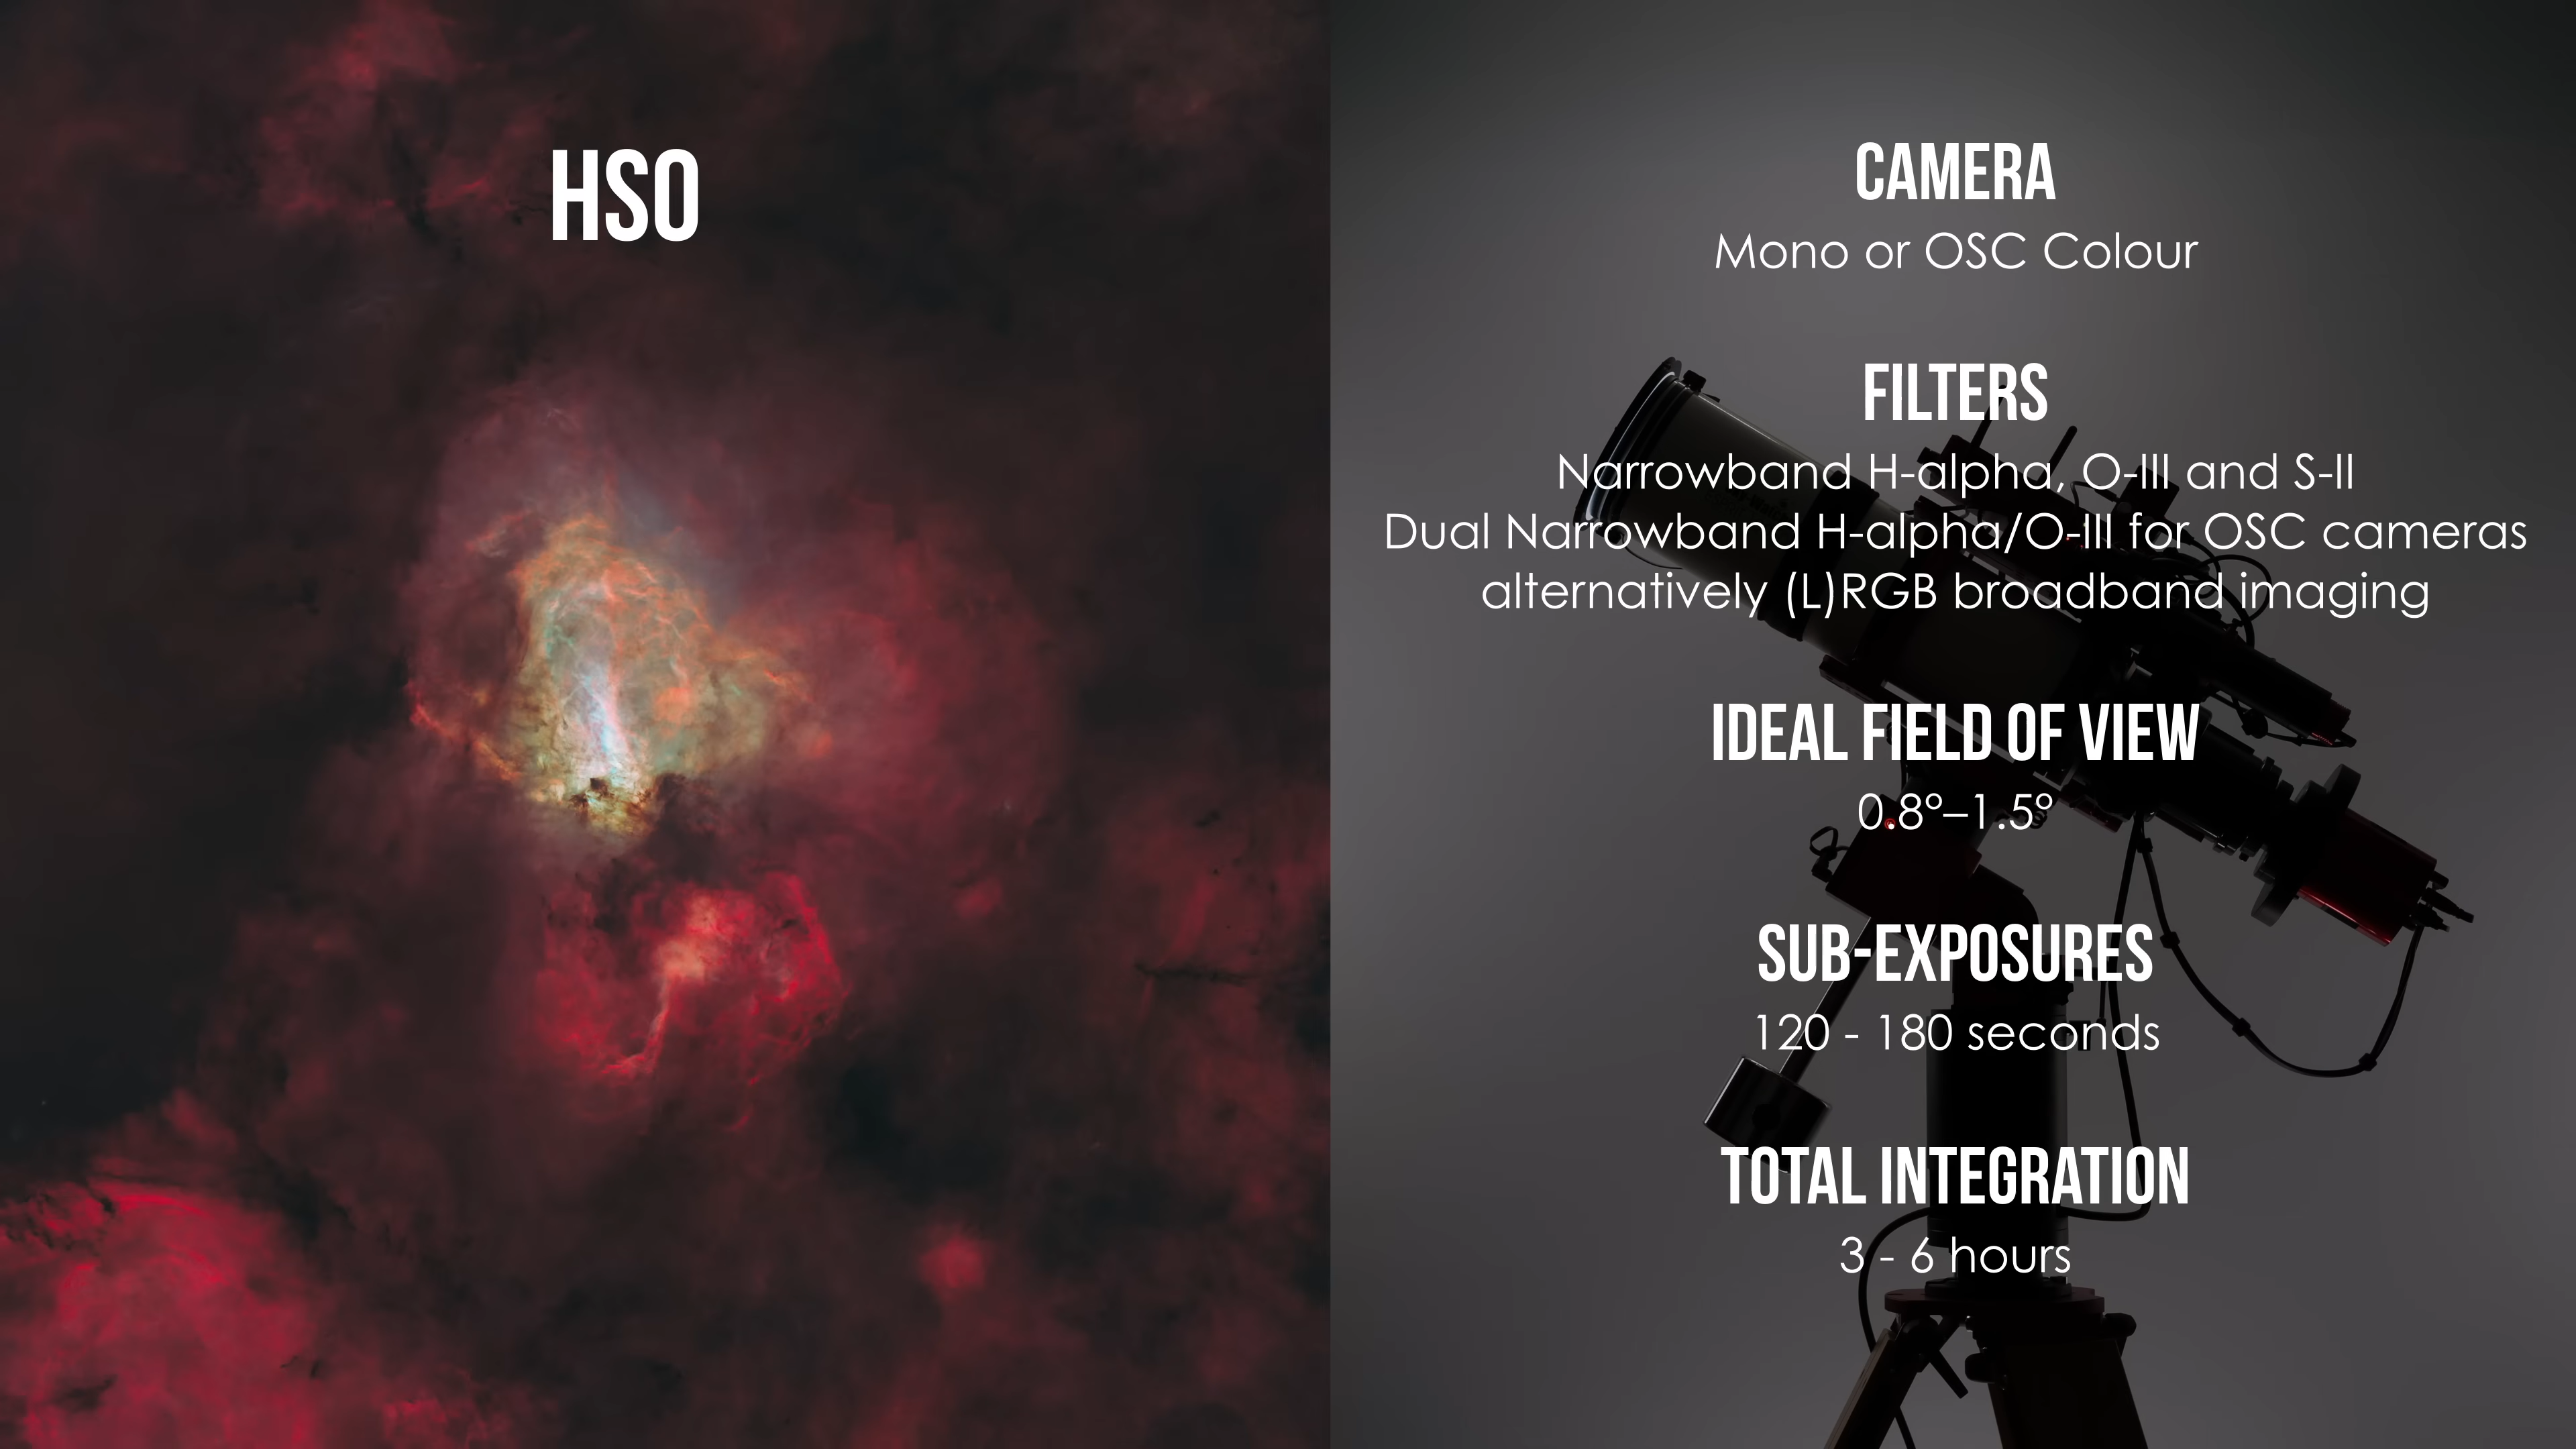 HSO
CAMERA
Mono or OSC Colour
FILTERS
Narrowband H-alpha, O-III and S-II
Dual Narrowband H-alpha/O-III for OSC cameras
alternatively (L)RGB broadband imaging
IDEAL FIELD OF VIEW
0.8°–1.5°
SUB-EXPOSURES
120 - 180 seconds
TOTAL INTEGRATION
3 - 6 hours